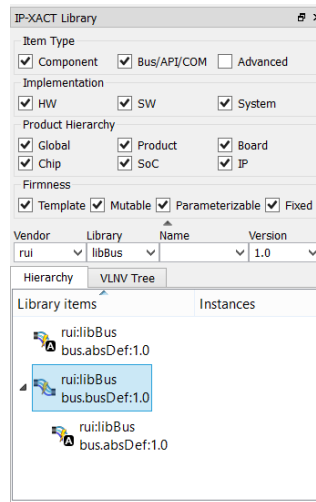 IP-XACT Library
Item Type
Component Bus/API/COM Advanced
Implementation
HW SW System
Product Hierarchy
Global Product Board
Chip SoC IP
Firmness
Template Mutable Parameterizable Fixed
Vendor Library Name Version
rui libBus 1.0
Hierarchy VLNV Tree
Library items Instances
rui:libBus
bus.absDef:1.0
rui:libBus
bus.busDef:1.0
rui:libBus
bus.absDef:1.0